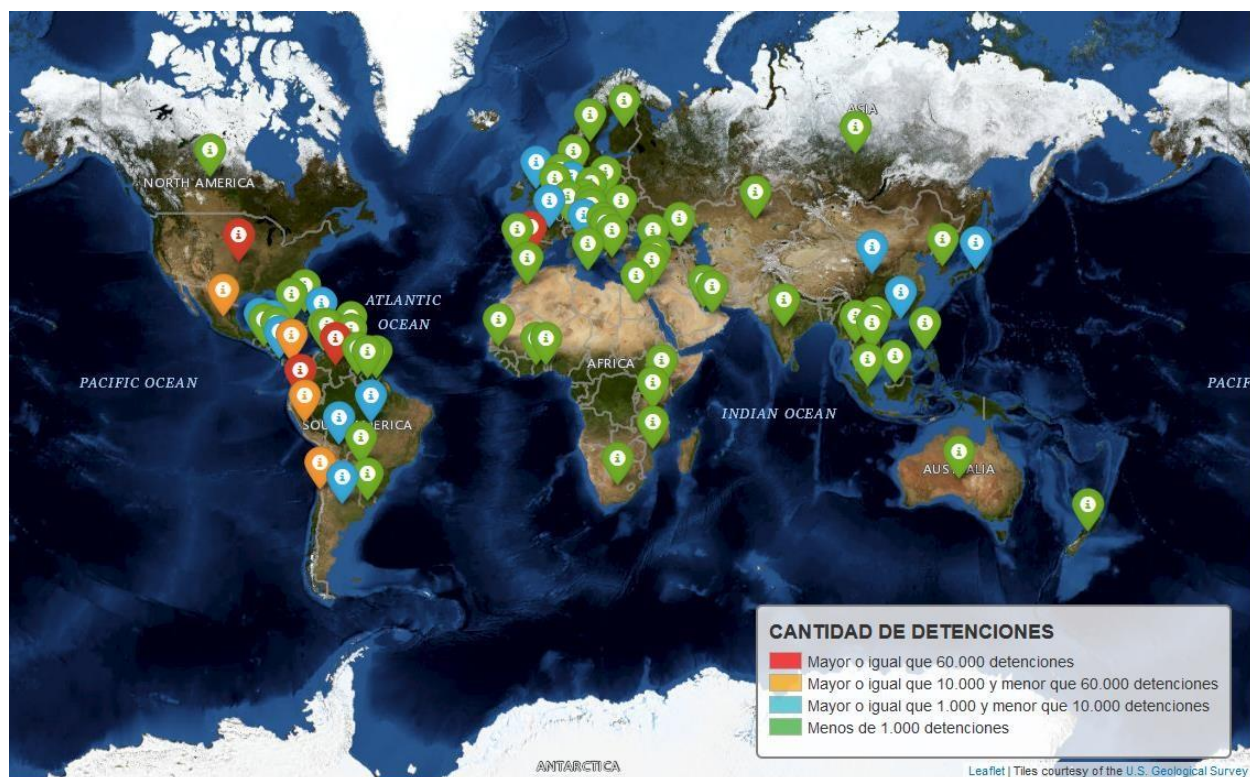 ASIA
NORTH AMERICA
ATLANTIC
OCEAN
AFRICA
PACIFIC OCEAN
INDIAN OCEAN
PACIF
SOU AMERICA
AUSTRALIA
CANTIDAD DE DETENCIONES
Mayor o igual que 60.000 detenciones
Mayor o igual que 10.000 y menor que 60.000 detenciones
Mayor o igual que 1.000 y menor que 10.000 detenciones
Menos de 1.000 detenciones
ANTARCTICA
Leaflet | Tiles courtesy of the U.S. Geological Survey